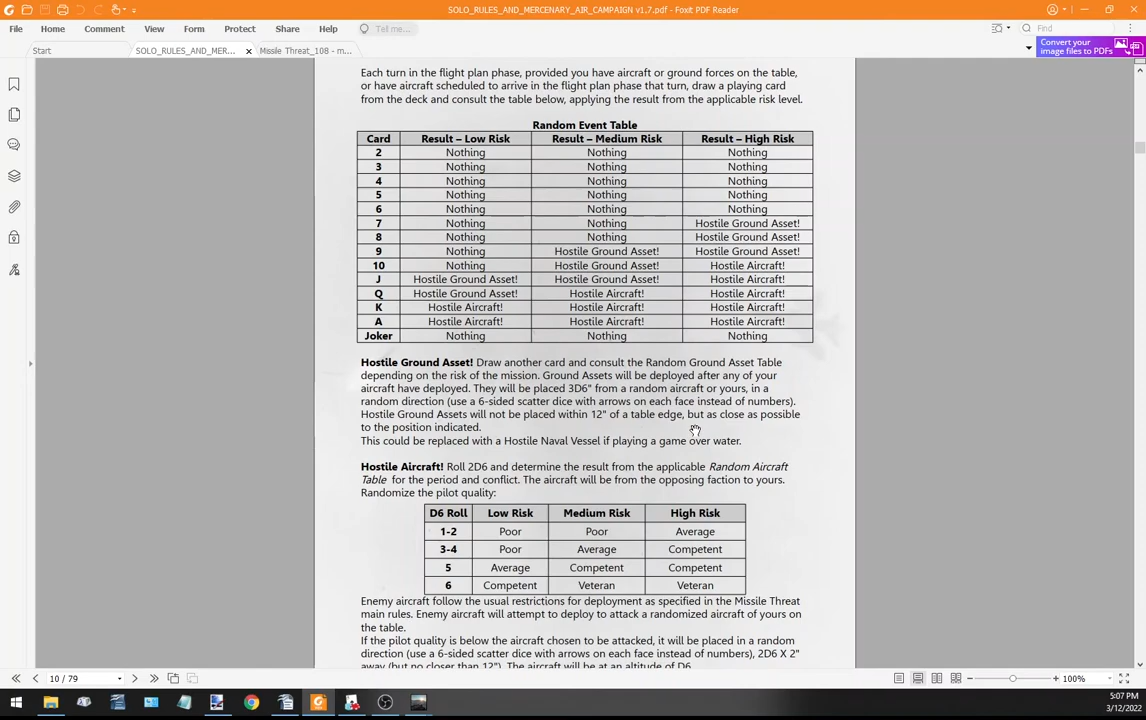 SOLO_RULES_AND_MERCENARY_AIR_CAMPAIGN v1,7.pdf - Foxit PDF Reader
File Home Comment View Form Protect Share Help Tell me... Find
Start SOLO_RULES_AND_MER... Missile Threat_108 - m... Convert your
image files to PDFs
Each turn in the flight plan phase, provided you have aircraft or ground forces on the table,
or have aircraft scheduled to arrive in the flight plan phase that turn, draw a playing card
from the deck and consult the table below, applying the result from the applicable risk level.
Random Event Table
Card Result – Low Risk Result – Medium Risk Result – High Risk
2 Nothing Nothing Nothing
3 Nothing Nothing Nothing
4 Nothing Nothing Nothing
5 Nothing Nothing Nothing
6 Nothing Nothing Nothing
7 Nothing Nothing Hostile Ground Asset!
8 Nothing Nothing Hostile Ground Asset!
9 Nothing Hostile Ground Asset! Hostile Ground Asset!
10 Nothing Hostile Ground Asset! Hostile Aircraft!
J Hostile Ground Asset! Hostile Ground Asset! Hostile Aircraft!
Q Hostile Ground Asset! Hostile Aircraft! Hostile Aircraft!
K Hostile Aircraft! Hostile Aircraft! Hostile Aircraft!
A Hostile Aircraft! Hostile Aircraft! Hostile Aircraft!
Joker Nothing Nothing Nothing
Hostile Ground Asset! Draw another card and consult the Random Ground Asset Table
depending on the risk of the mission. Ground Assets will be deployed after any of your
aircraft have deployed. They will be placed 3D6" from a random aircraft or yours, in a
random direction (use a 6-sided scatter dice with arrows on each face instead of numbers).
Hostile Ground Assets will not be placed within 12" of a table edge, but as close as possible
to the position indicated.
This could be replaced with a Hostile Naval Vessel if playing a game over water.
Hostile Aircraft! Roll 2D6 and determine the result from the applicable Random Aircraft
Table for the period and conflict. The aircraft will be from the opposing faction to yours.
Randomize the pilot quality:
D6 Roll Low Risk Medium Risk High Risk
1-2 Poor Poor Average
3-4 Poor Average Competent
5 Average Competent Competent
6 Competent Veteran Veteran
Enemy aircraft follow the usual restrictions for deployment as specified in the Missile Threat
main rules. Enemy aircraft will attempt to deploy to attack a randomized aircraft of yours on
the table.
If the pilot quality is below the aircraft chosen to be attacked, it will be placed in a random
direction (use a 6-sided scatter dice with arrows on each face instead of numbers), 2D6 X 2"
away (but no closer than 12"). The aircraft will be at an altitude of D6.
10 / 79 100%
5:07 PM
3/12/2022